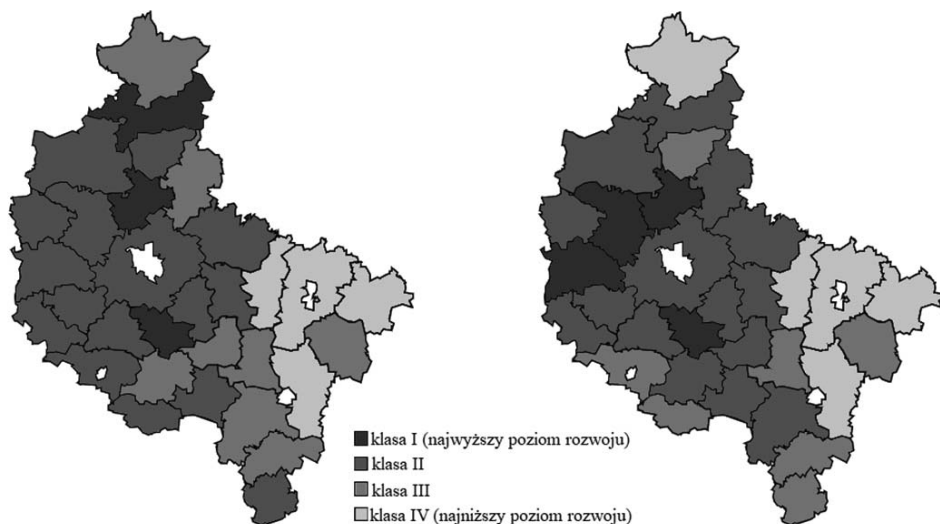 klasa I (najwyższy poziom rozwoju)
klasa II
klasa III
klasa IV (najniższy poziom rozwoju)